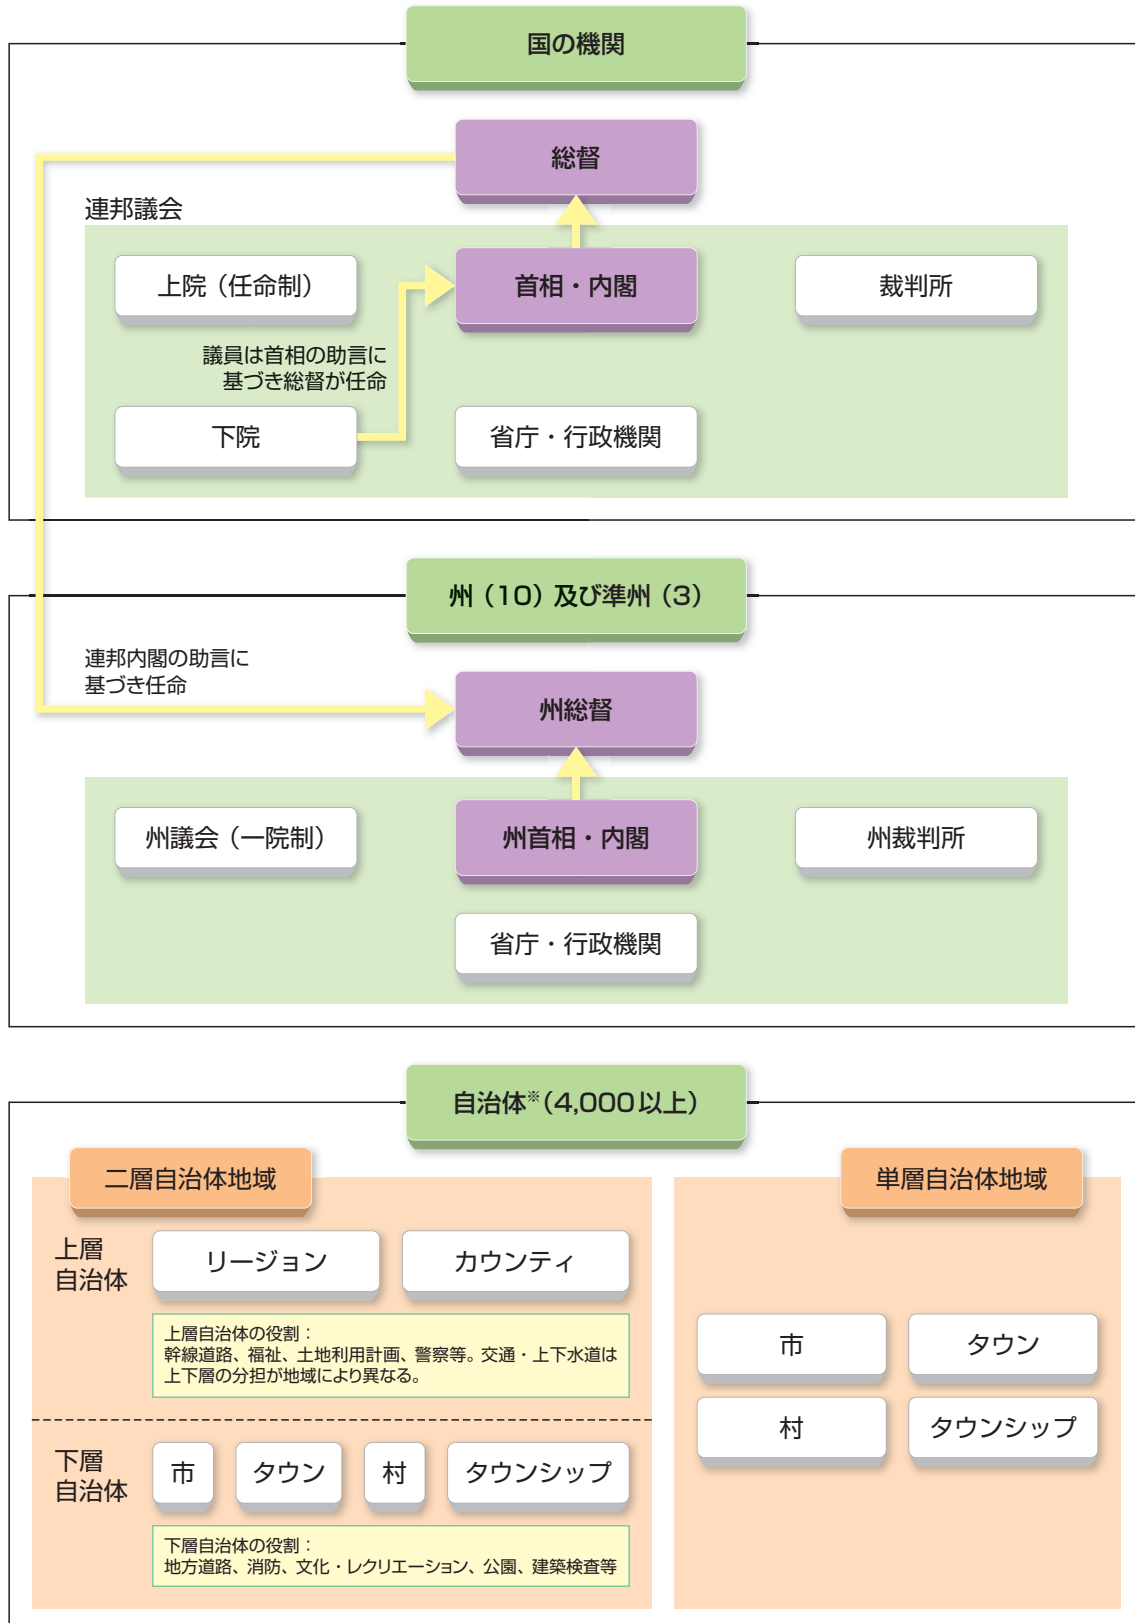 国の機関
総督
連邦議会
上院（任命制）
首相・内閣
裁判所
議員は首相の助言に
基づき総督が任命
下院
省庁・行政機関
州（10）及び準州（3）
連邦内閣の助言に
基づき任命
州総督
州議会（一院制）
州首相・内閣
州裁判所
省庁・行政機関
自治体※（4,000以上）
二層自治体地域
上層
自治体
リージョン
カウンティ
上層自治体の役割：
幹線道路、福祉、土地利用計画、警察等。交通・上下水道は
上下層の分担が地域により異なる。
下層
自治体
市
タウン
村
タウンシップ
下層自治体の役割：
地方道路、消防、文化・レクリエーション、公園、建築検査等
単層自治体地域
市
タウン
村
タウンシップ